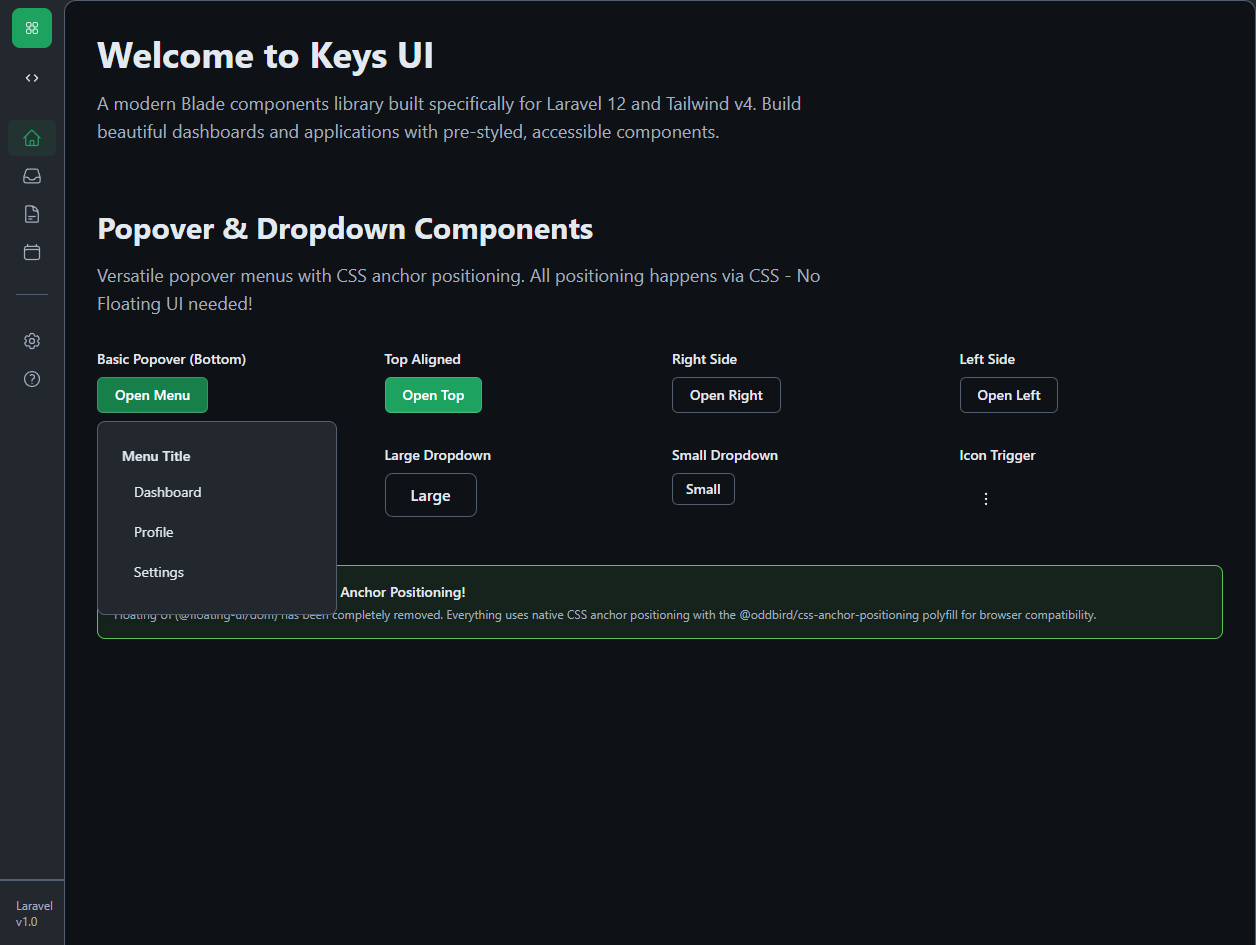 Welcome to Keys UI
A modern Blade components library built specifically for Laravel 12 and Tailwind v4. Build
beautiful dashboards and applications with pre-styled, accessible components.
Popover & Dropdown Components
Versatile popover menus with CSS anchor positioning. All positioning happens via CSS - No
Floating UI needed!
Basic Popover (Bottom)
Open Menu
Top Aligned
Open Top
Right Side
Open Right
Left Side
Open Left
Menu Title
Dashboard
Profile
Settings
Large Dropdown
Large
Small Dropdown
Small
Icon Trigger
Anchor Positioning!
Floating UI (@floating-ui/dom) has been completely removed. Everything uses native CSS anchor positioning with the @oddbird/css-anchor-positioning polyfill for browser compatibility.
Laravel
v1.0